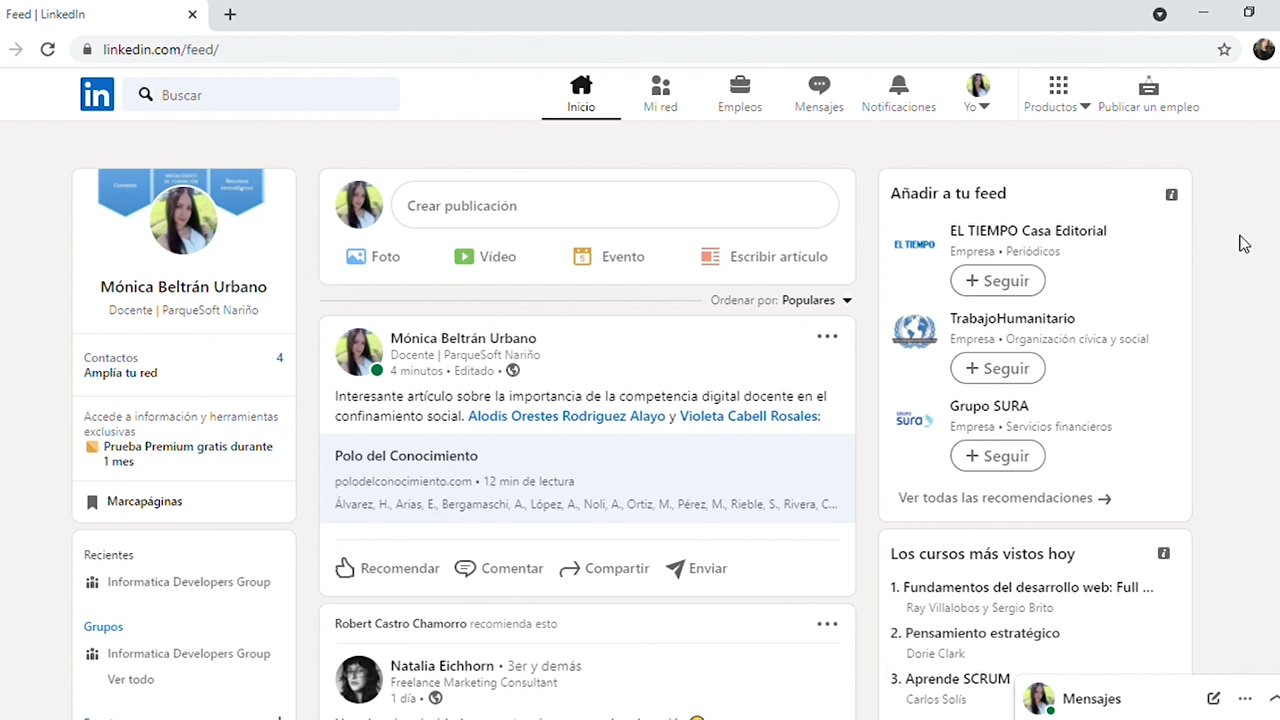 Feed | LinkedIn
linkedin.com/feed/
in
Buscar
Inicio
Mi red
Empleos
Mensajes
Notificaciones
Yo
Productos
Publicar un empleo
Contexto
MODALIDADES DE FORMACIÓN
Recursos tecnológicos
Mónica Beltrán Urbano
Docente | ParqueSoft Nariño
Contactos 4
Amplía tu red
Accede a información y herramientas
exclusivas
Prueba Premium gratis durante
1 mes
Marcapáginas
Recientes
Informatica Developers Group
Grupos
Informatica Developers Group
Ver todo
Crear publicación
Foto
Vídeo
Evento
Escribir artículo
Ordenar por: Populares
Mónica Beltrán Urbano
Docente | ParqueSoft Nariño
4 minutos • Editado •
Interesante artículo sobre la importancia de la competencia digital docente en el
confinamiento social. Alodis Orestes Rodriguez Alayo y Violeta Cabell Rosales:
Polo del Conocimiento
polodelconocimiento.com • 12 min de lectura
Álvarez, H., Arias, E., Bergamaschi, A., López, A., Noli, A., Ortiz, M., Pérez, M., Rieble, S., Rivera, C...
Recomendar
Comentar
Compartir
Enviar
Robert Castro Chamorro recomienda esto
Natalia Eichhorn • 3er y demás
Freelance Marketing Consultant
1 día •
Añadir a tu feed
EL TIEMPO
EL TIEMPO Casa Editorial
Empresa • Periódicos
+ Seguir
TrabajoHumanitario
Empresa • Organización cívica y social
+ Seguir
GRUPO
sura
Grupo SURA
Empresa • Servicios financieros
+ Seguir
Ver todas las recomendaciones →
Los cursos más vistos hoy
1. Fundamentos del desarrollo web: Full ...
Ray Villalobos y Sergio Brito
2. Pensamiento estratégico
Dorie Clark
3. Aprende SCRUM
Carlos Solís
Mensajes